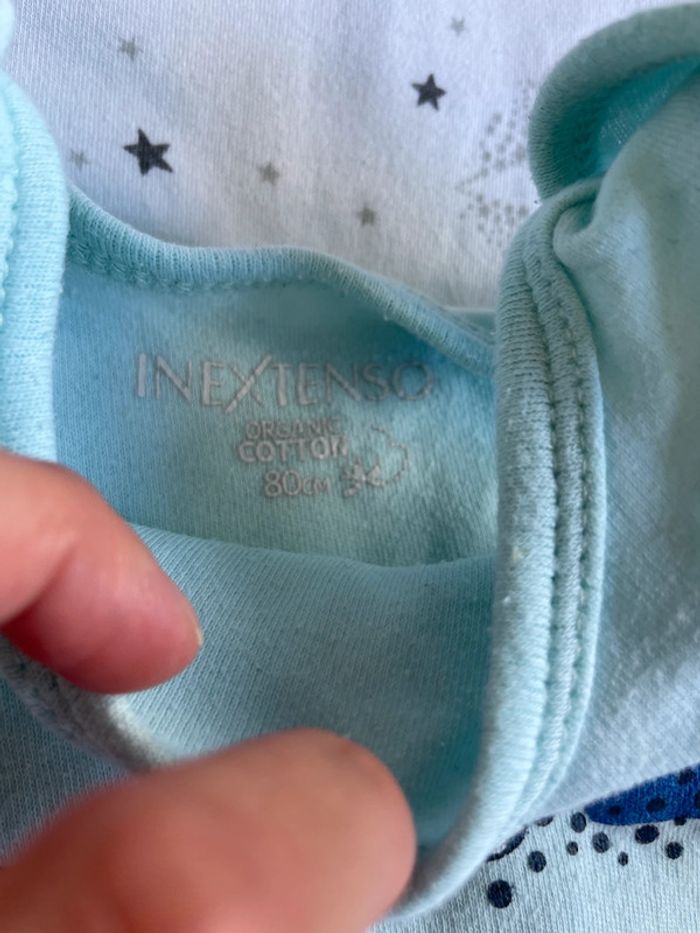 INEXTENSO
ORGANIC
COTTON
80CM